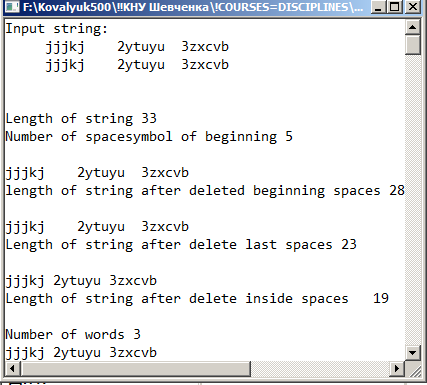 F:\Kovalyuk500\!!КНУ Шевченка\!COURSES=DISCIPLINES\...
Input string:
     jjjkj    2ytuyu  3zxcvb
     jjjkj    2ytuyu  3zxcvb
Length of string 33
Number of spacesymbol of beginning 5
jjjkj    2ytuyu  3zxcvb
length of string after deleted beginning spaces 28
jjjkj    2ytuyu  3zxcvb
Length of string after delete last spaces 23
jjjkj 2ytuyu 3zxcvb
Length of string after delete inside spaces   19
Number of words 3
jjjkj 2ytuyu 3zxcvb